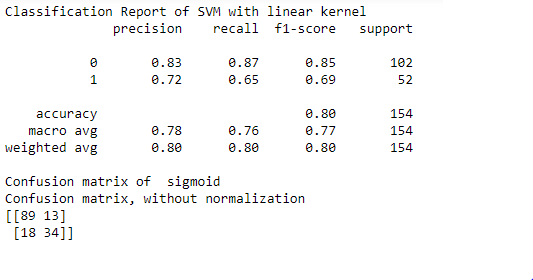 Classification Report of SVM with linear kernel
precision recall f1-score support
0 0.83 0.87 0.85 102
1 0.72 0.65 0.69 52
accuracy 0.80 154
macro avg 0.78 0.76 0.77 154
weighted avg 0.80 0.80 0.80 154
Confusion matrix of sigmoid
Confusion matrix, without normalization
[[89 13]
[18 34]]